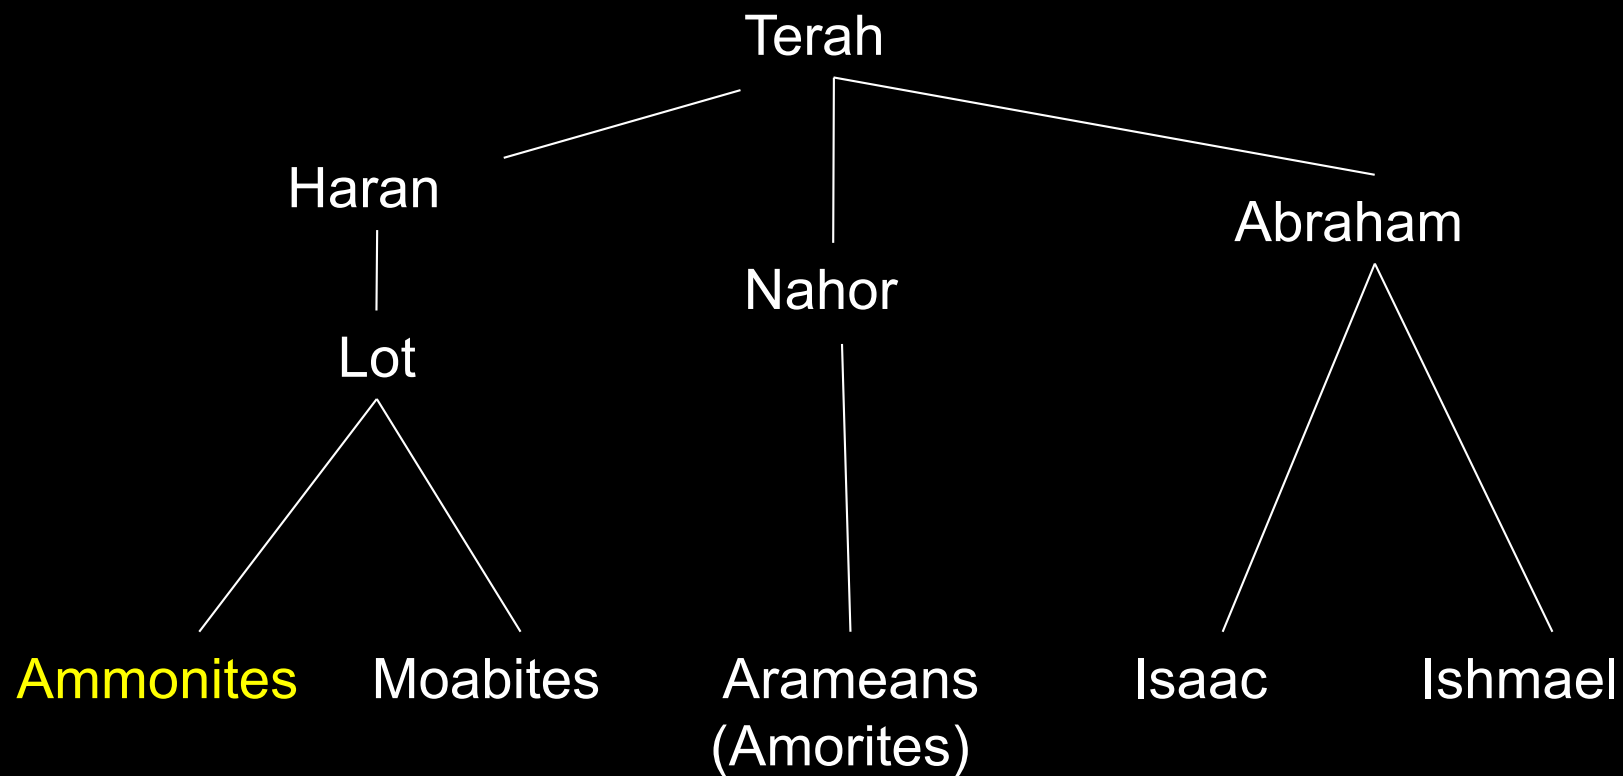 Terah
Haran
Abraham
Nahor
Lot
Ammonites
Moabites
Arameans
(Amorites)
Isaac
Ishmael